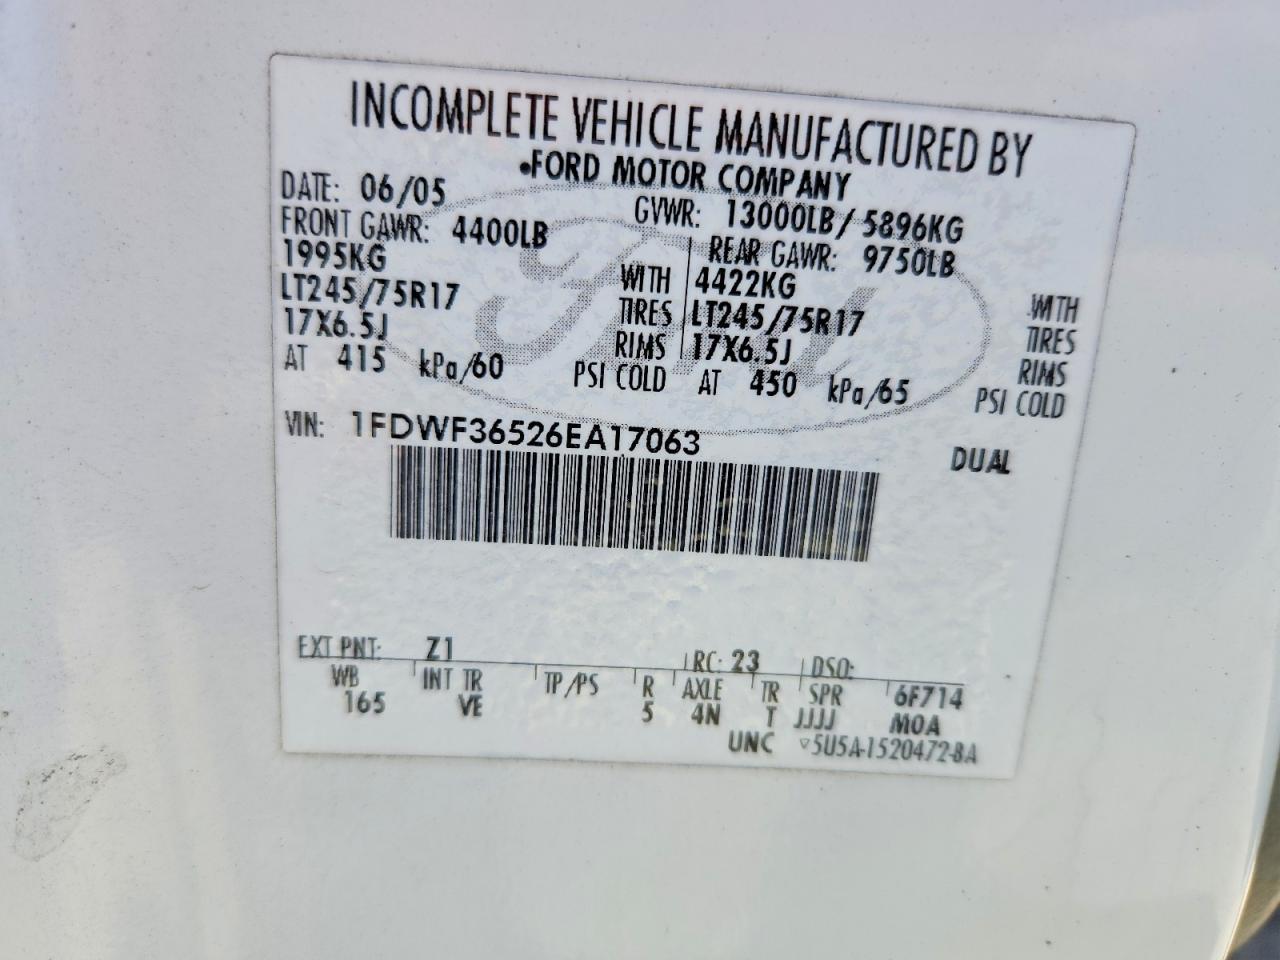 INCOMPLETE VEHICLE MANUFACTURED BY
•FORD MOTOR COMPANY
DATE: 06/05 GVWR: 13000LB/5896KG
FRONT GAWR: 4400LB REAR GAWR: 9750LB
1995KG WITH 4422KG WITH
LT245/75R17 TIRES LT245/75R17 TIRES
17X6.5J RIMS 17X6.5J RIMS
AT 415 kPa/60 PSI COLD AT 450 kPa/65 PSI COLD
VIN: 1FDWF36526EA17063 DUAL
EXT PNT: Z1 RC: 23 DSO:
WB INT TR TP/PS R AXLE TR SPR 6F714
165 VE 5 4N T JJJJ M0A
UNC ▽5U5A-1520472-BA